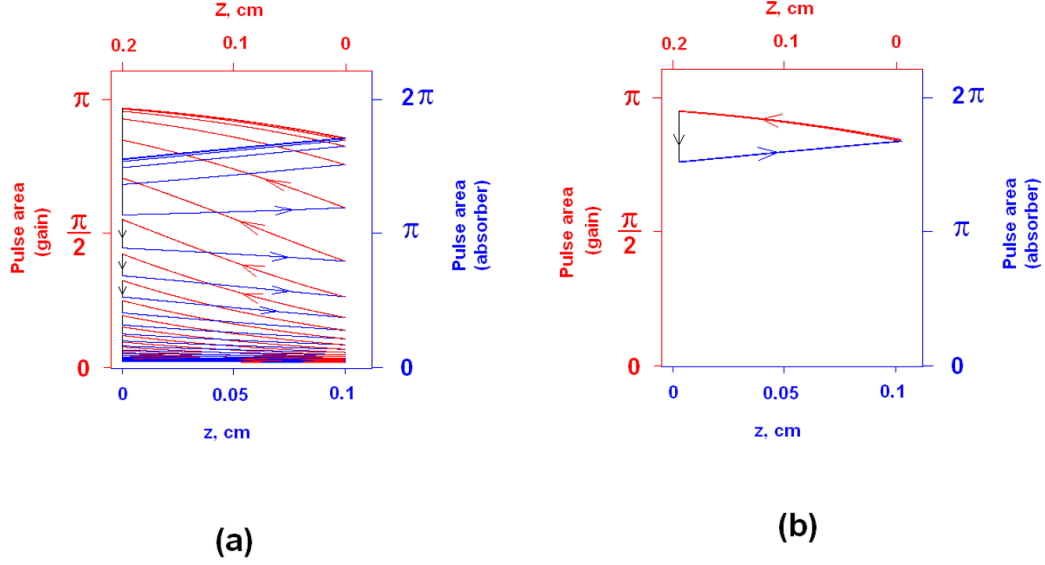 Z, cm
0.2 0.1 0
π
π
2
0
Pulse area
(gain)
2π
π
0
Pulse area
(absorber)
0 0.05 0.1
z, cm
(a)
Z, cm
0.2 0.1 0
π
π
2
0
Pulse area
(gain)
2π
π
0
Pulse area
(absorber)
0 0.05 0.1
z, cm
(b)